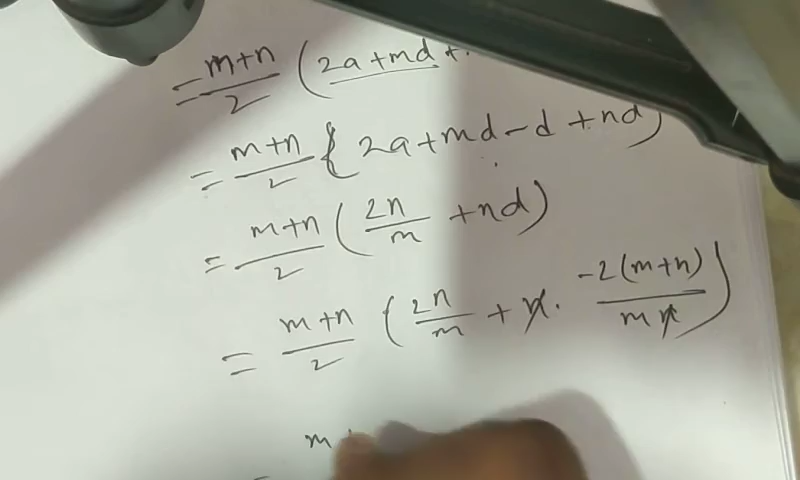 = m+n/2 (2a+md+
= m+n/2 { 2a+md-d+nd)
= m+n/2 ( 2n/m + nd)
= m+n/2 ( 2n/m + n. -2(m+n)/mn )
= m